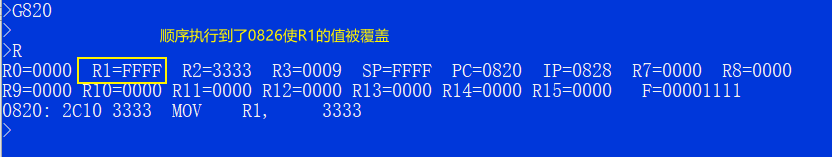 >G820
>
顺序执行到了0826使R1的值被覆盖
>R
R0=0000 R1=FFFF R2=3333 R3=0009 SP=FFFF PC=0820 IP=0828 R7=0000 R8=0000
R9=0000 R10=0000 R11=0000 R12=0000 R13=0000 R14=0000 R15=0000 F=00001111
0820: 2C10 3333 MOV R1, 3333
>